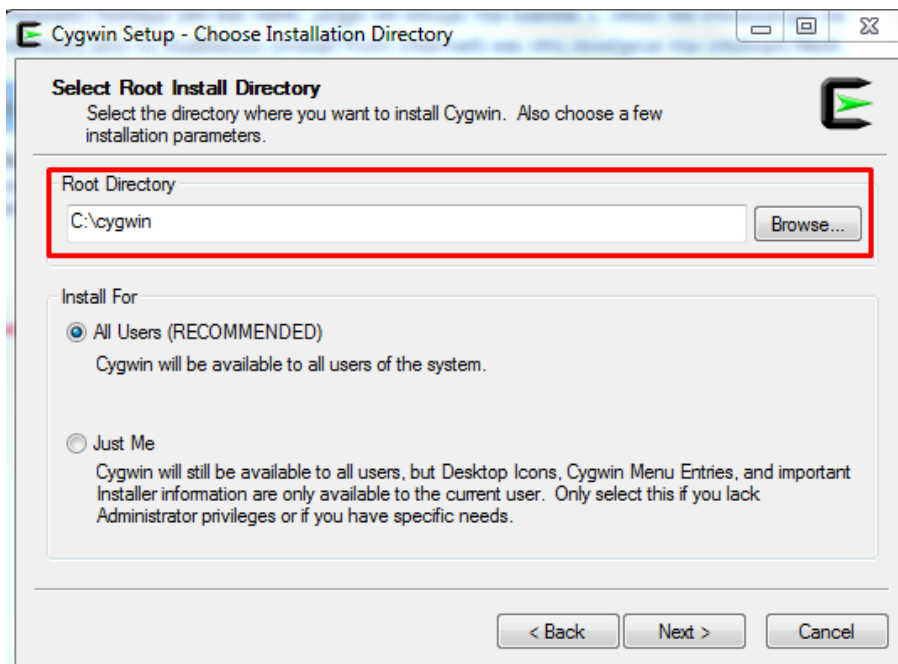 Cygwin Setup - Choose Installation Directory
Select Root Install Directory
Select the directory where you want to install Cygwin. Also choose a few
installation parameters.
Root Directory
C:\cygwin
Browse...
Install For
All Users (RECOMMENDED)
Cygwin will be available to all users of the system.
Just Me
Cygwin will still be available to all users, but Desktop Icons, Cygwin Menu Entries, and important
Installer information are only available to the current user. Only select this if you lack
Administrator privileges or if you have specific needs.
< Back
Next >
Cancel